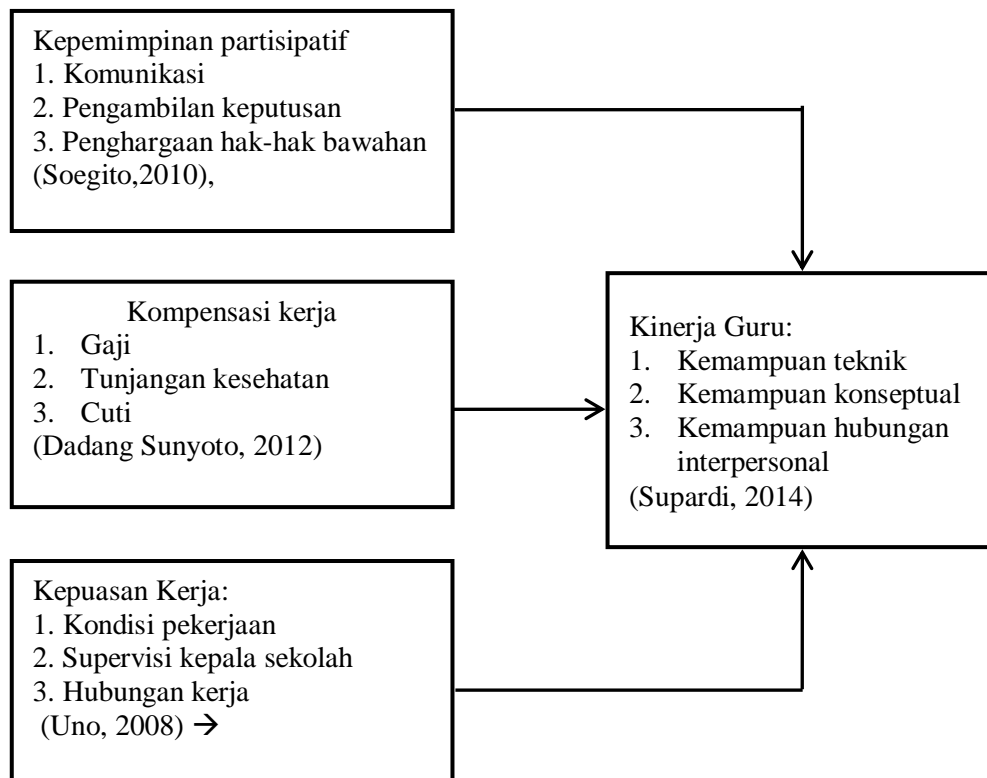 Kepemimpinan partisipatif
1. Komunikasi
2. Pengambilan keputusan
3. Penghargaan hak-hak bawahan
(Soegito,2010),
Kompensasi kerja
1. Gaji
2. Tunjangan kesehatan
3. Cuti
(Dadang Sunyoto, 2012)
Kepuasan Kerja:
1. Kondisi pekerjaan
2. Supervisi kepala sekolah
3. Hubungan kerja
(Uno, 2008) →
Kinerja Guru:
1. Kemampuan teknik
2. Kemampuan konseptual
3. Kemampuan hubungan
interpersonal
(Supardi, 2014)